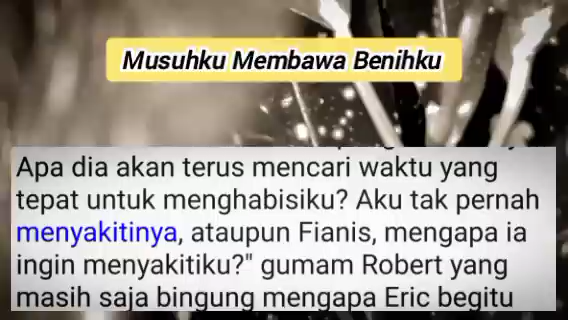 Musuhku Membawa Benihku
Apa dia akan terus mencari waktu yang
tepat untuk menghabisiku? Aku tak pernah
menyakitinya, ataupun Fianis, mengapa ia
ingin menyakitiku?" gumam Robert yang
masih saja bingung mengapa Eric begitu